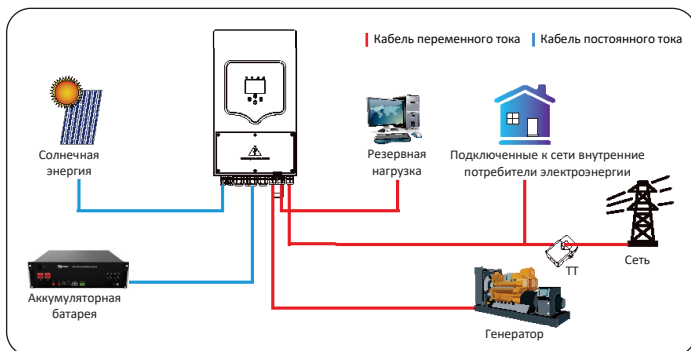 Кабель переменного тока
Кабель постоянного тока
Солнечная
энергия
Резервная
нагрузка
Подключенные к сети внутренние
потребители электроэнергии
ТТ
Сеть
Аккумуляторная
батарея
Генератор